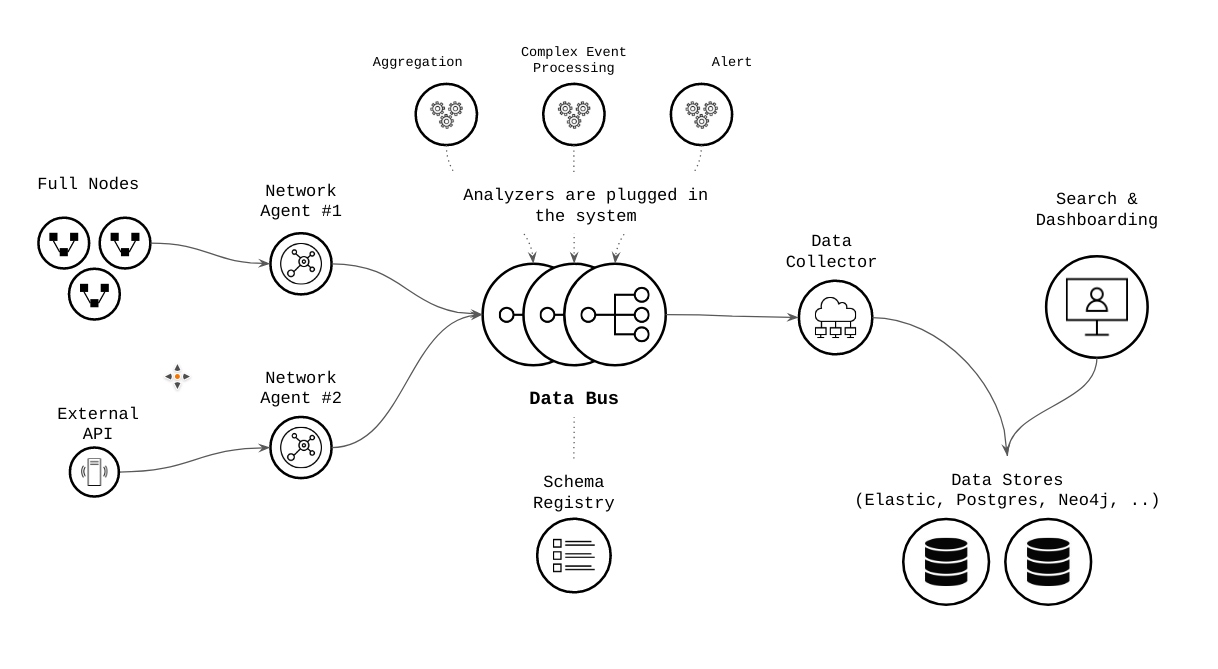 Aggregation
Complex Event
Processing
Alert
Full Nodes
Network
Agent #1
Analyzers are plugged in
the system
Data
Collector
Search &
Dashboarding
External
API
Network
Agent #2
Data Bus
Schema
Registry
Data Stores
(Elastic, Postgres, Neo4j, ..)